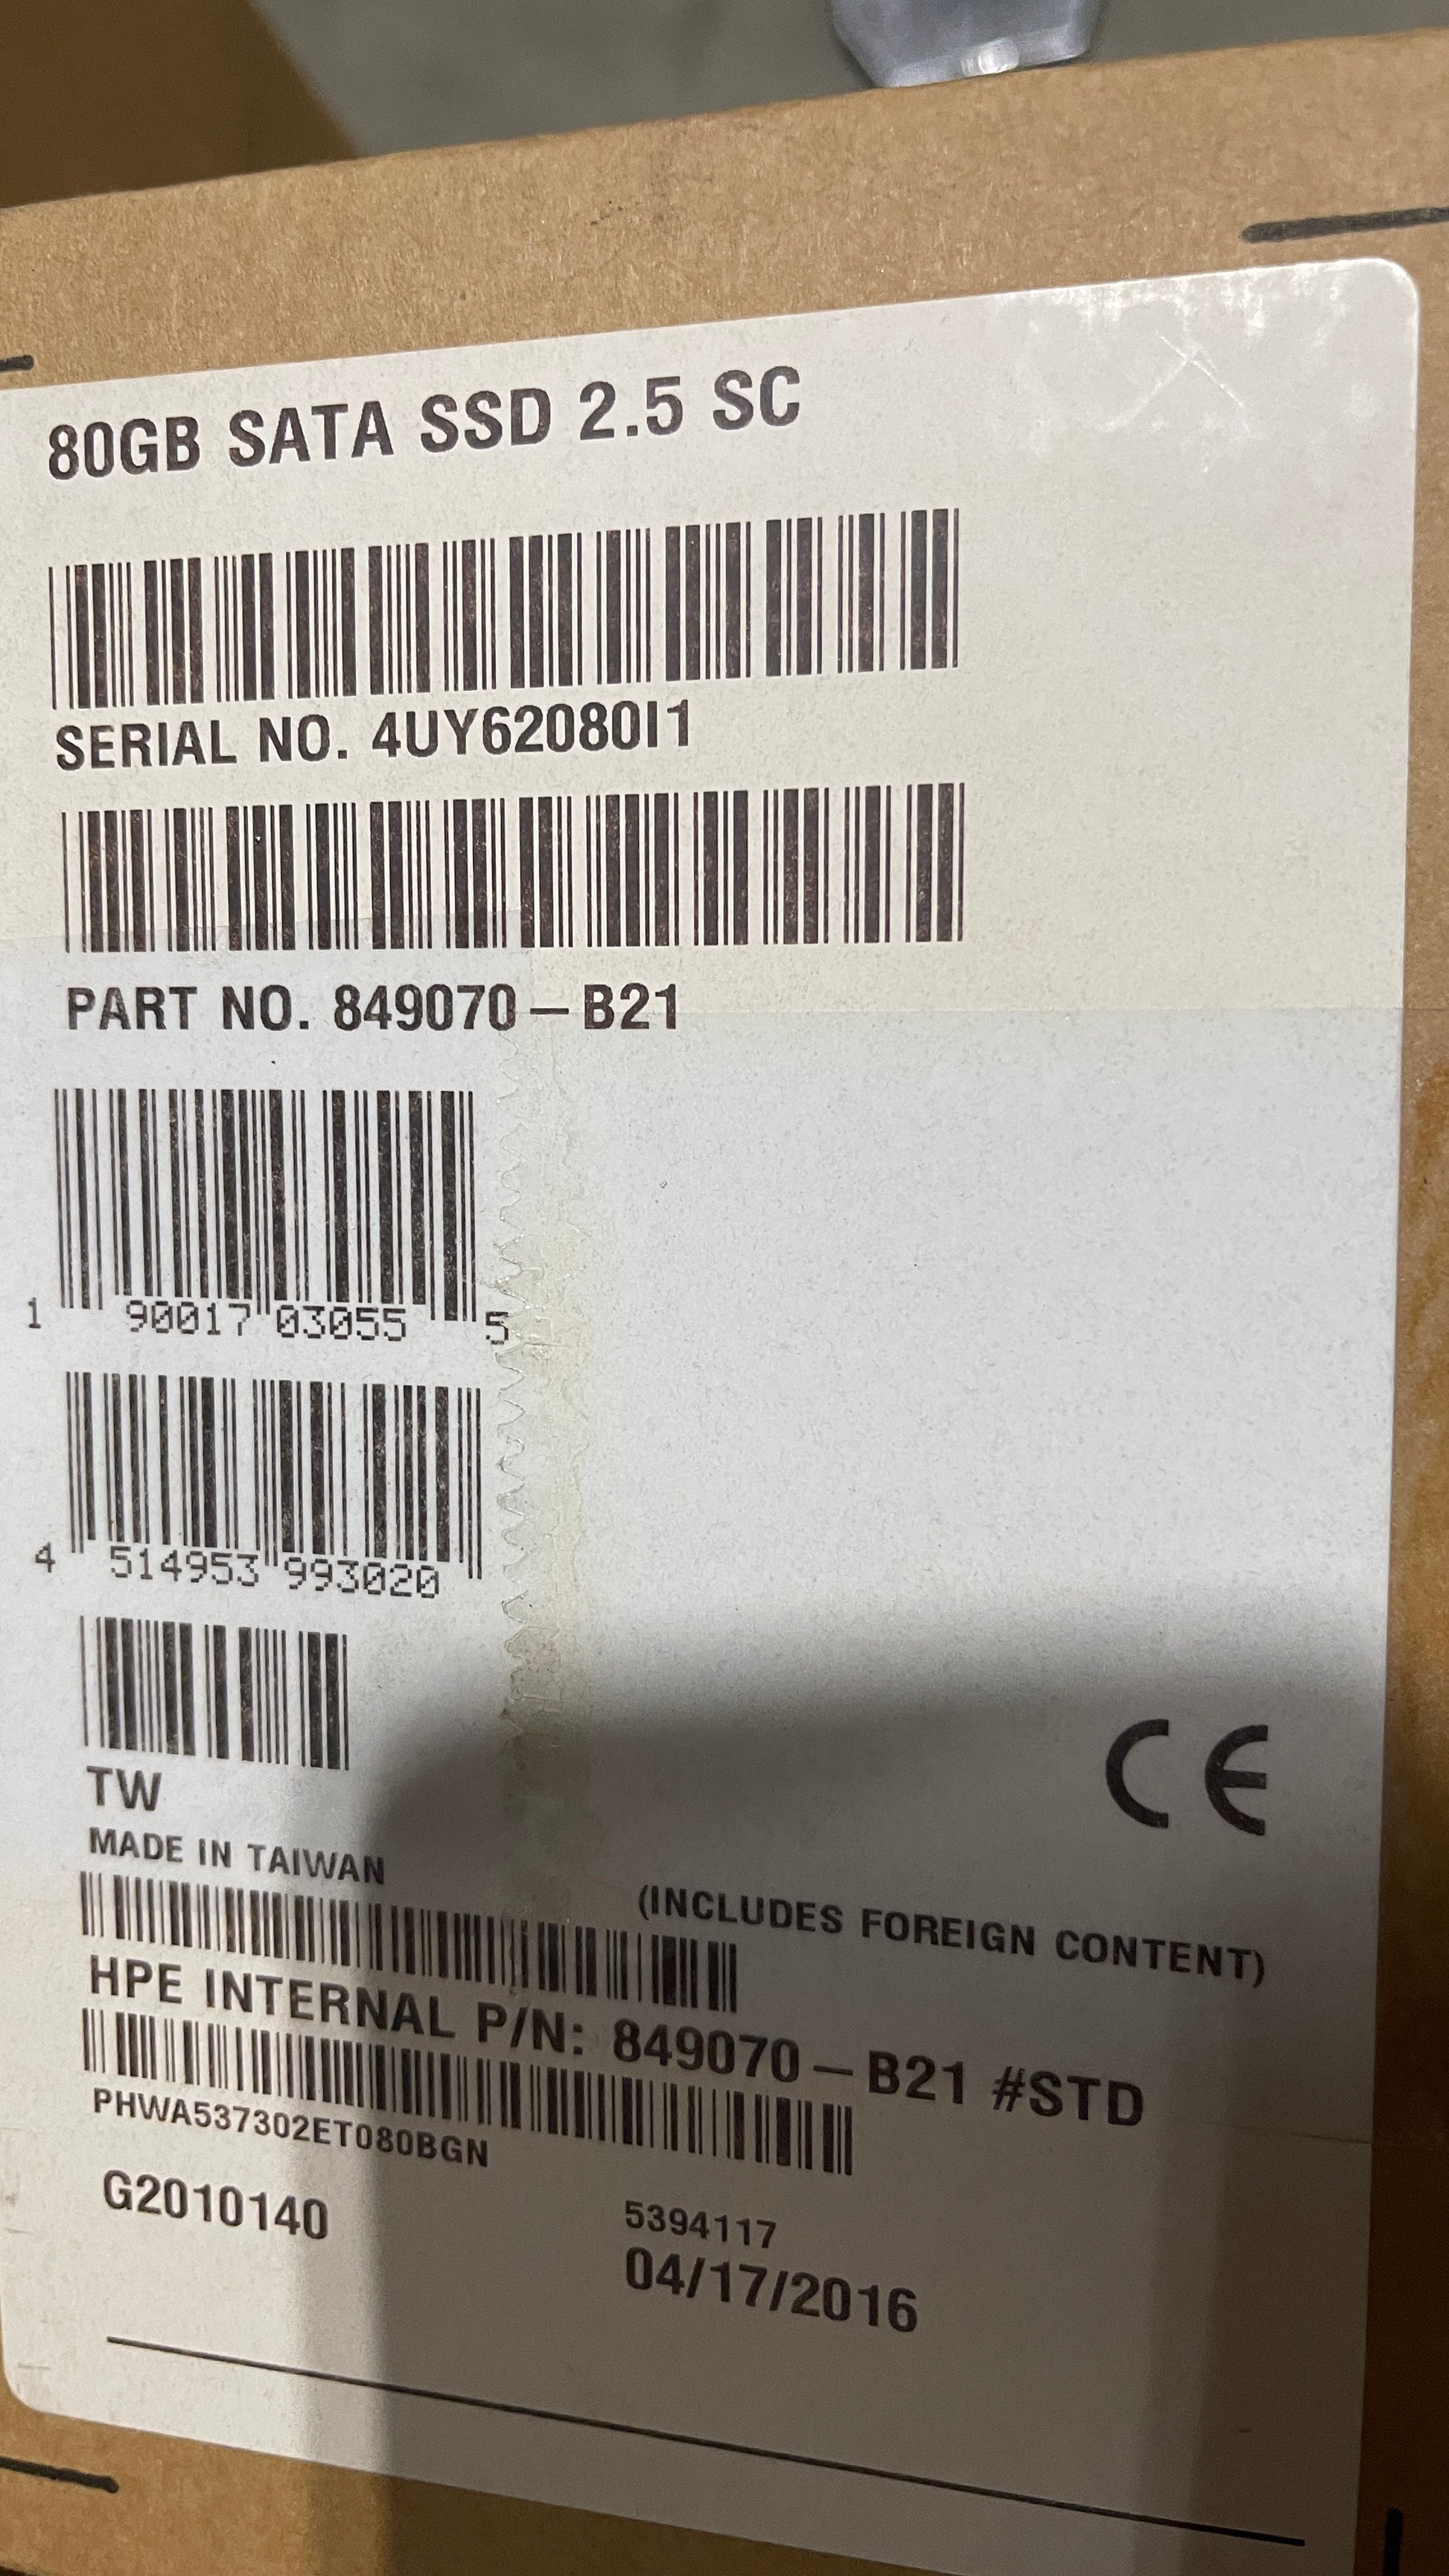 80GB SATA SSD 2.5 SC
SERIAL NO. 4UY62080I1
PART NO. 849070-B21
1 90017 03055 5
4 514953 993020
TW
MADE IN TAIWAN
(INCLUDES FOREIGN CONTENT)
CE
HPE INTERNAL P/N: 849070-B21 #STD
PHWA537302ET080BGN
G2010140
5394117
04/17/2016